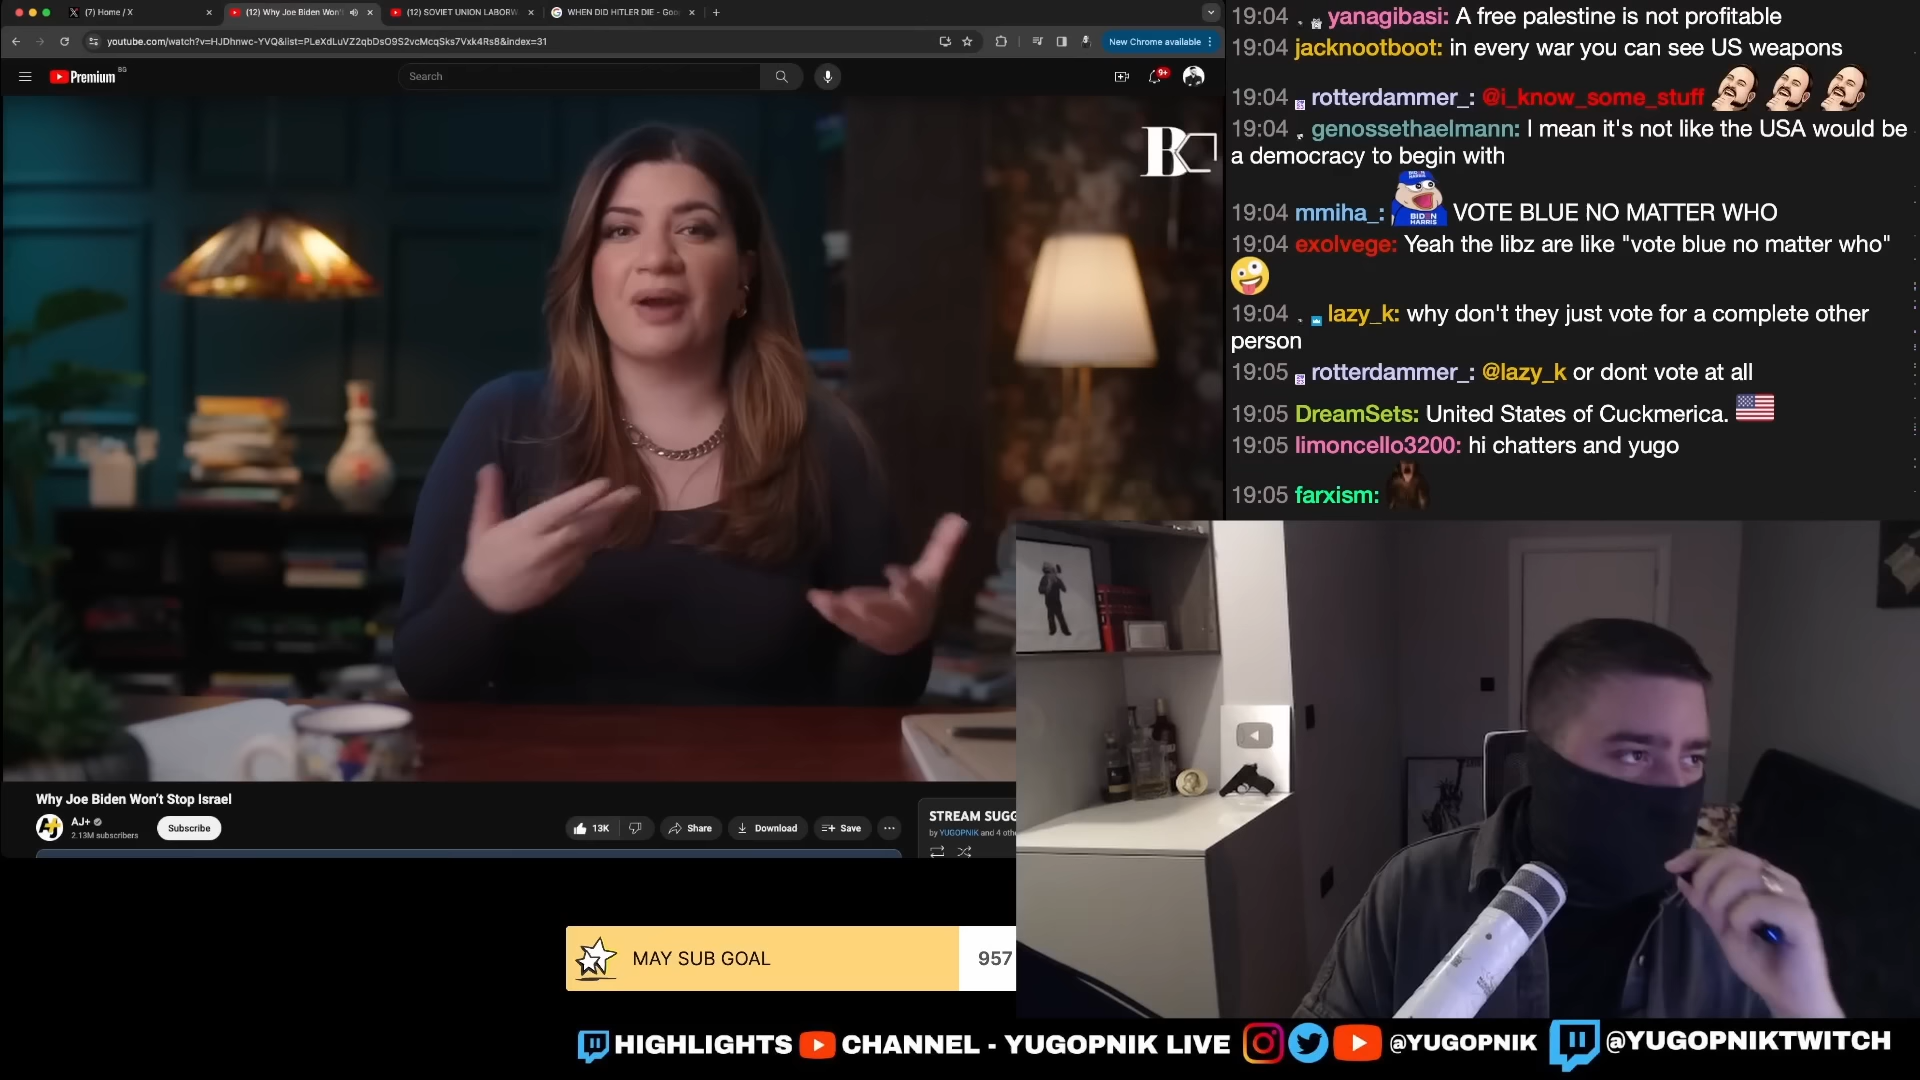 (7) Home / X
(12) Why Joe Biden Won'
(12) SOVIET UNION LABORW
WHEN DID HITLER DIE - Goo
youtube.com/watch?v=HJDhnwc-YVQ&list=PLeXdLuVZ2qbDsO9S2vcMcqSks7Vxk4Rs8&index=31
New Chrome available
Premium BG
Search
9+
BC
Why Joe Biden Won't Stop Israel
AJ+
2.13M subscribers
Subscribe
13K
Share
Download
Save
STREAM SUGG
by YUGOPNIK and 4 othe
19:04 yanagibasi: A free palestine is not profitable
19:04 jacknootboot: in every war you can see US weapons
19:04 rotterdammer_: @i_know_some_stuff
19:04 genossethaelmann: I mean it's not like the USA would be
a democracy to begin with
BIDEN
HARRIS
19:04 mmiha_: VOTE BLUE NO MATTER WHO
19:04 exolvege: Yeah the libz are like "vote blue no matter who"
19:04 lazy_k: why don't they just vote for a complete other
person
19:05 rotterdammer_: @lazy_k or dont vote at all
19:05 DreamSets: United States of Cuckmerica.
19:05 limoncello3200: hi chatters and yugo
19:05 farxism:
MAY SUB GOAL
957
HIGHLIGHTS CHANNEL - YUGOPNIK LIVE @YUGOPNIK @YUGOPNIKTWITCH